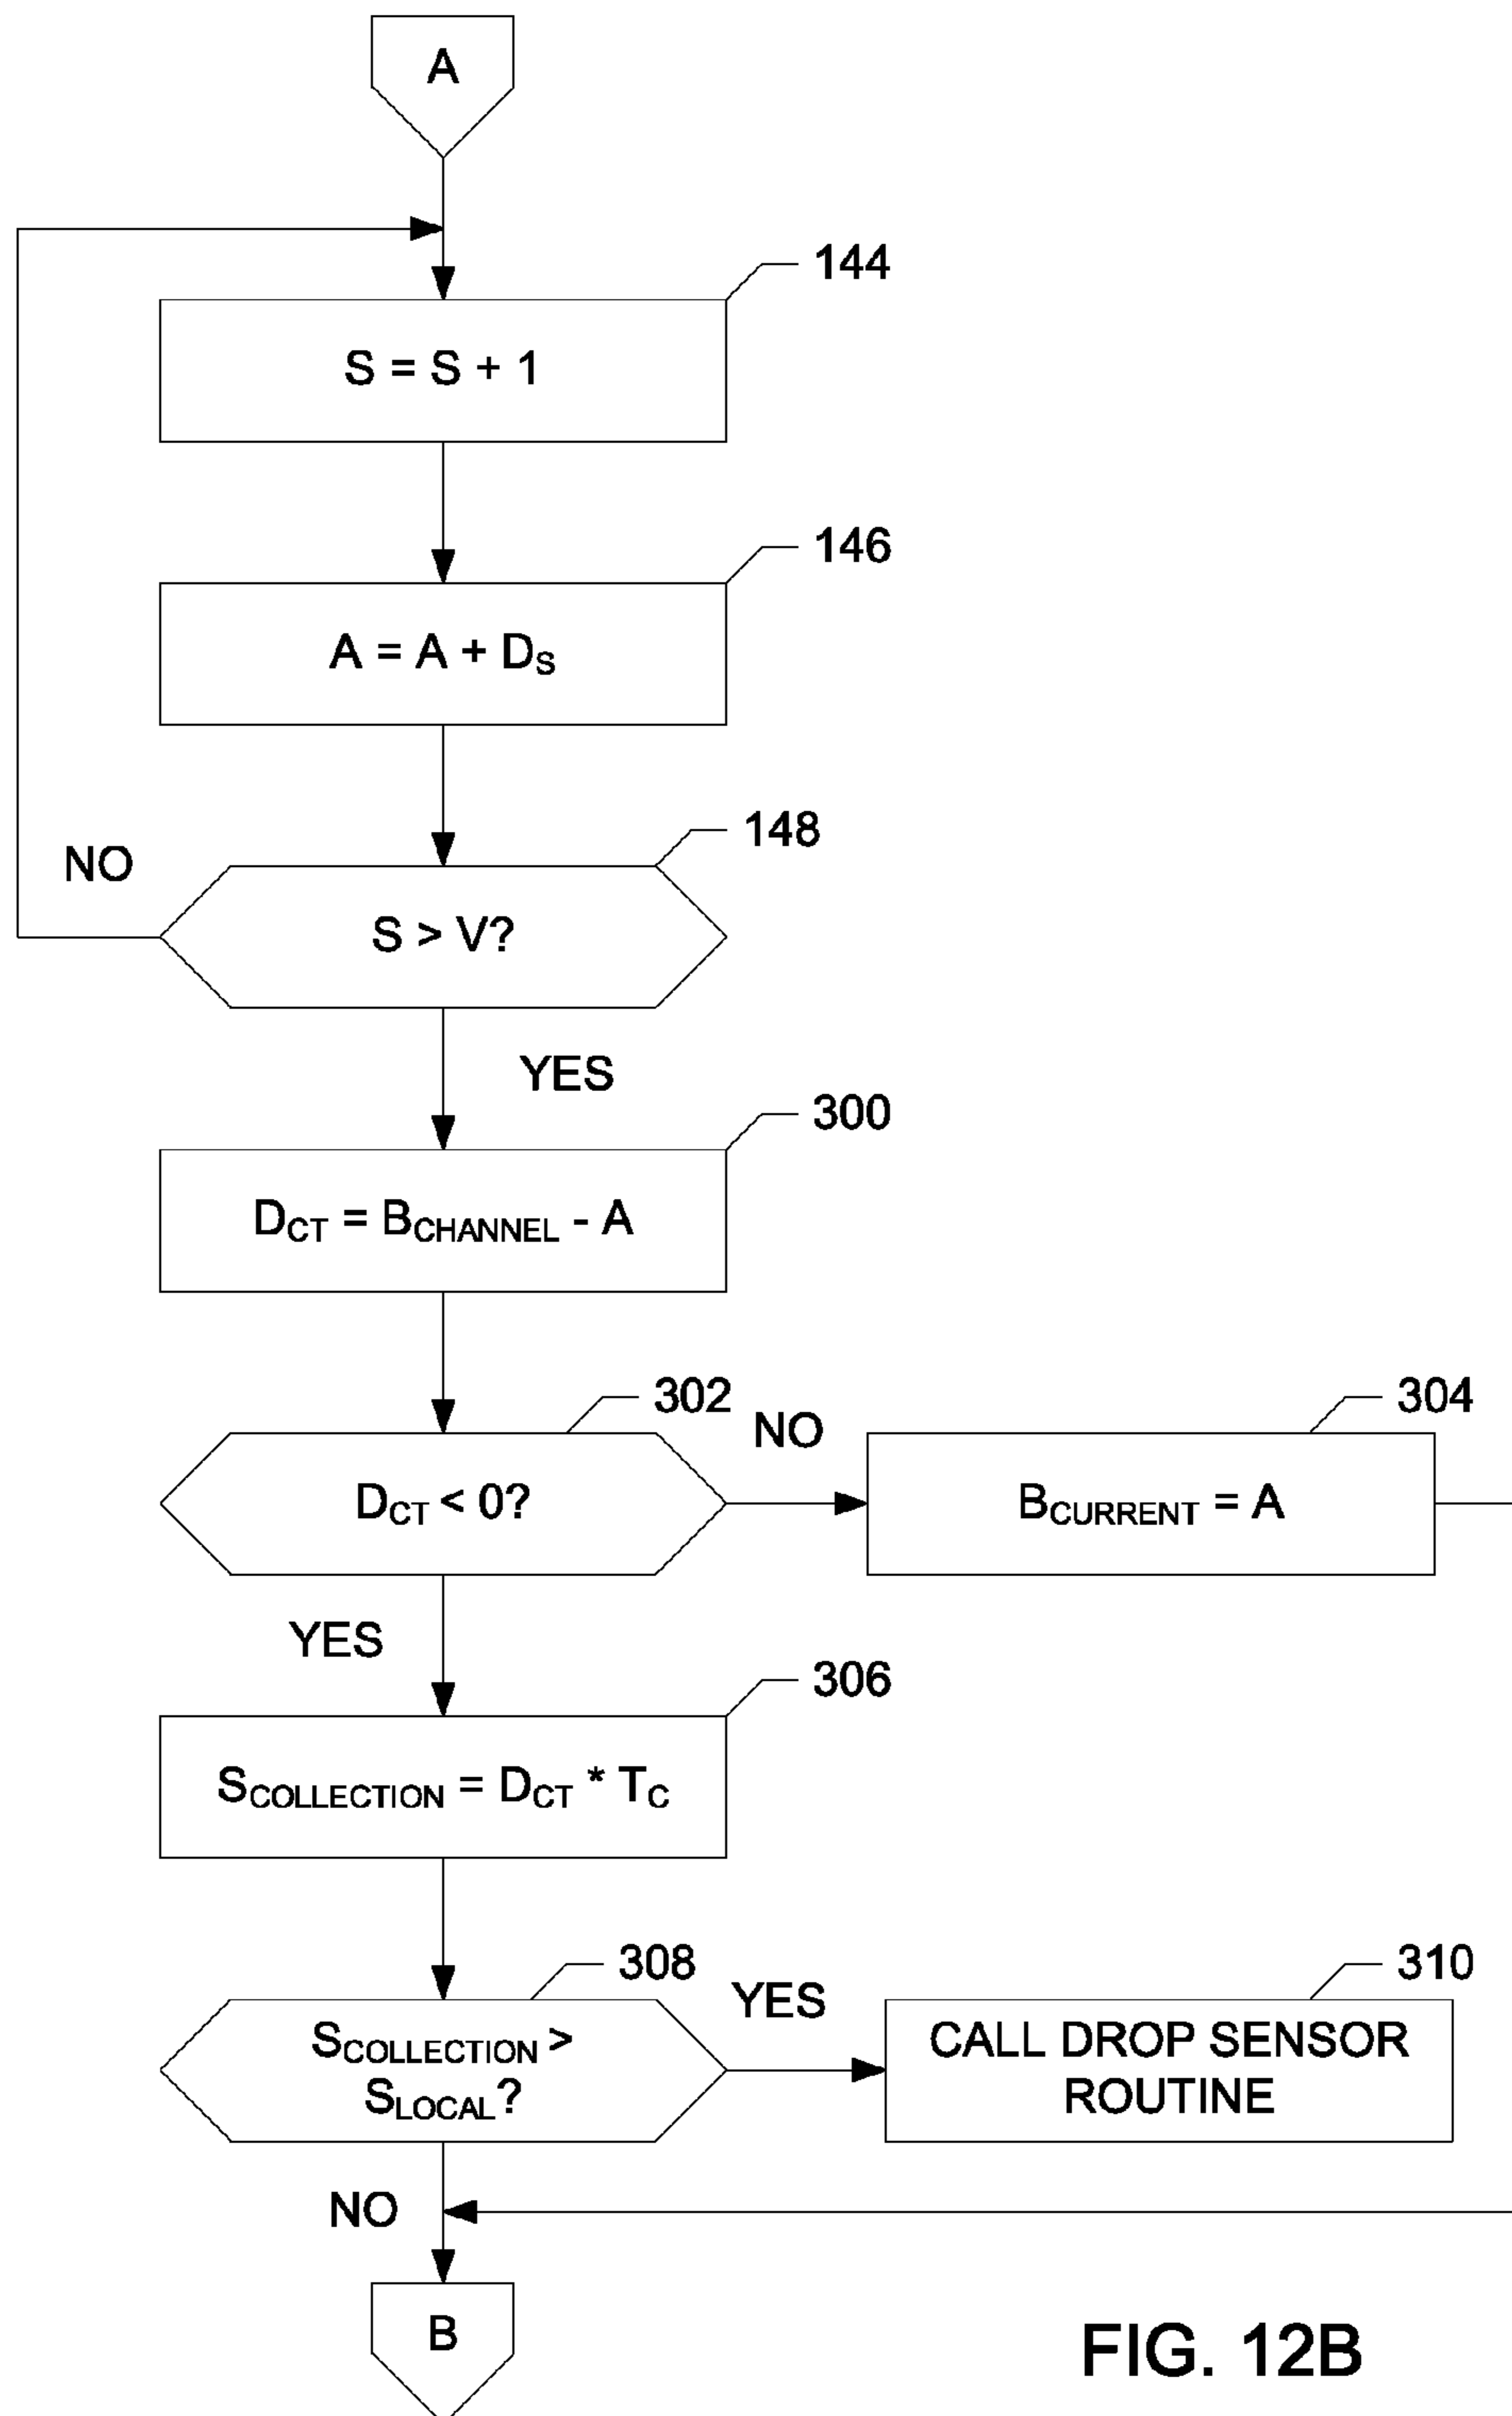 A
144
S = S + 1
146
A = A + DS
148
NO
S > V?
YES
300
DCT = BCHANNEL - A
302
NO
304
DCT < 0?
BCURRENT = A
YES
306
SCOLLECTION = DCT * TC
308
YES
310
SCOLLECTION >
SLOCAL?
CALL DROP SENSOR
ROUTINE
NO
B
FIG. 12B